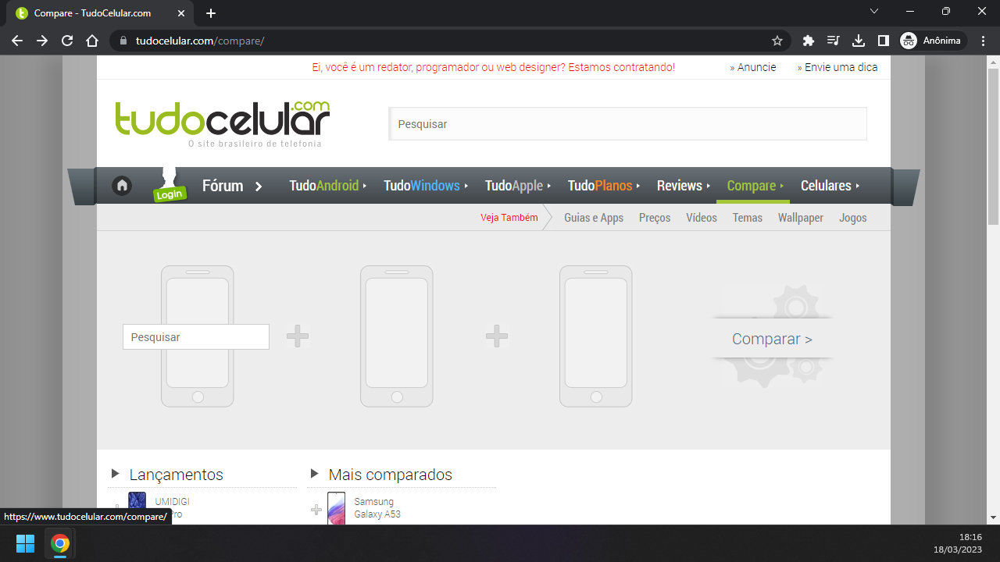 Compare - TudoCelular.com
tudocelular.com/compare/
Anônima
Ei, você é um redator, programador ou web designer? Estamos contratando!
» Anuncie
» Envie uma dica
tudocelular.com
O site brasileiro de telefonia
Pesquisar
Login
Fórum
TudoAndroid
TudoWindows
TudoApple
TudoPlanos
Reviews
Compare
Celulares
Veja Também
Guias e Apps
Preços
Vídeos
Temas
Wallpaper
Jogos
Pesquisar
Comparar >
Lançamentos
Mais comparados
UMIDIGI
Samsung
Galaxy A53
https://www.tudocelular.com/compare/
18:16
18/03/2023